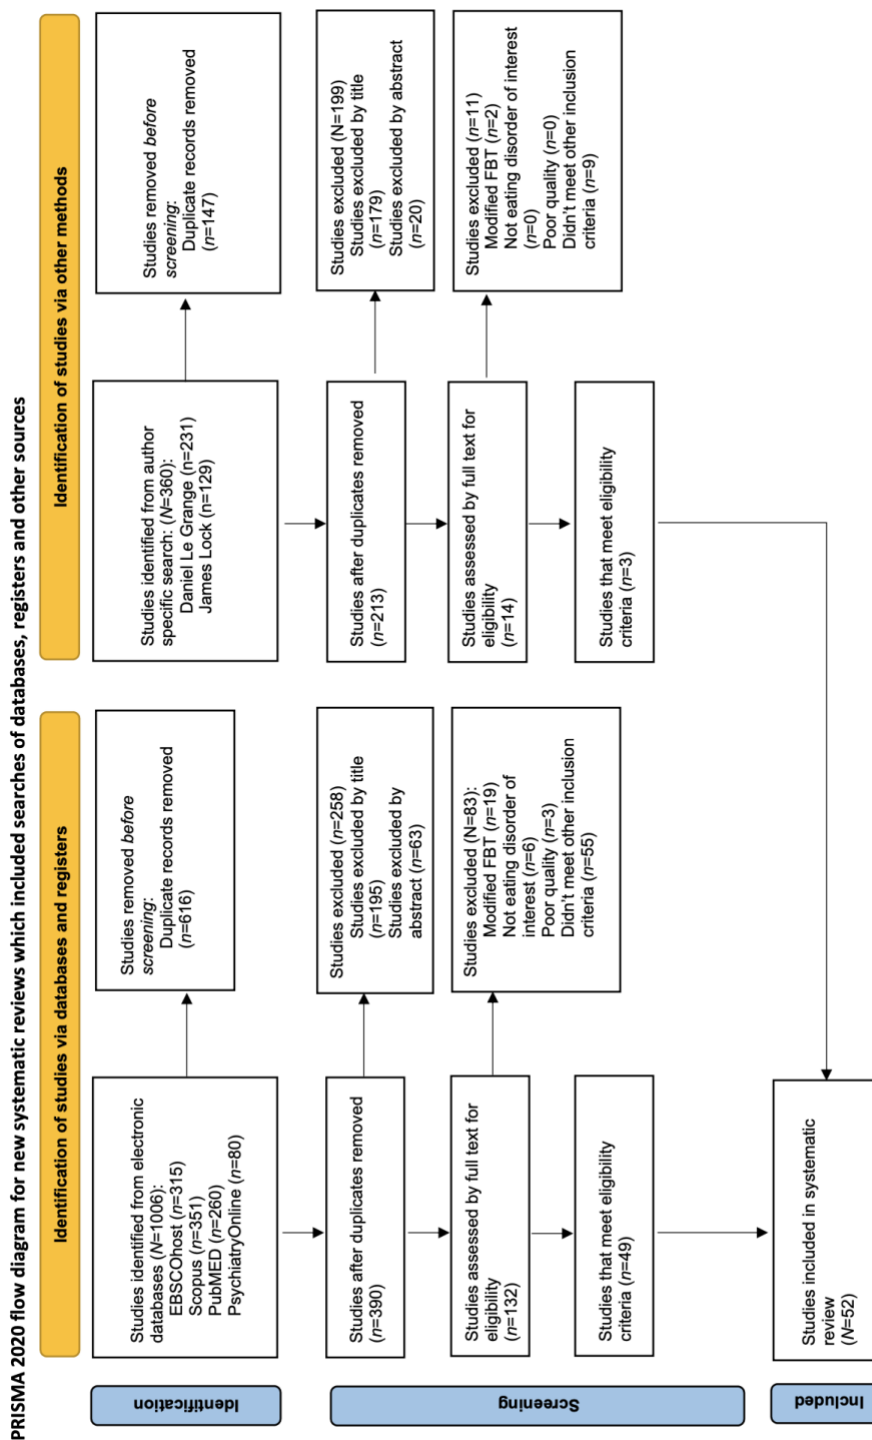 PRISMA 2020 flow diagram for new systematic reviews which included searches of databases, registers and other sources
Identification of studies via databases and registers
Identification of studies via other methods
Identification
Studies identified from electronic
databases (N=1006):
EBSCOhost (n=315)
Scopus (n=351)
PubMED (n=260)
PsychiatryOnline (n=80)
Studies removed before
screening:
Duplicate records removed
(n=616)
Studies identified from author
specific search: (N=360):
Daniel Le Grange (n=231)
James Lock (n=129)
Studies removed before
screening:
Duplicate records removed
(n=147)
Screening
Studies after duplicates removed
(n=390)
Studies excluded (n=258)
Studies excluded by title
(n=195)
Studies excluded by
abstract (n=63)
Studies after duplicates removed
(n=213)
Studies excluded (N=199)
Studies excluded by title
(n=179)
Studies excluded by abstract
(n=20)
Studies assessed by full text for
eligibility
(n=132)
Studies excluded (N=83):
Modified FBT (n=19)
Not eating disorder of
interest (n=6)
Poor quality (n=3)
Didn't meet other inclusion
criteria (n=55)
Studies assessed by full text for
eligibility
(n=14)
Studies excluded (n=11)
Modified FBT (n=2)
Not eating disorder of interest
(n=0)
Poor quality (n=0)
Didn't meet other inclusion
criteria (n=9)
Studies that meet eligibility
criteria (n=49)
Studies that meet eligibility
criteria (n=3)
Included
Studies included in systematic
review
(N=52)